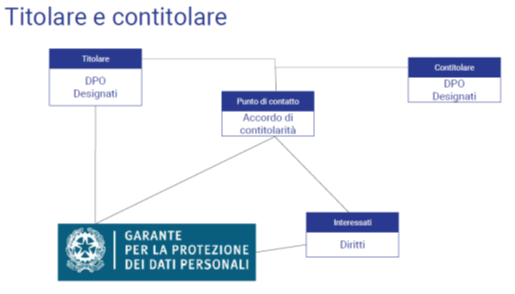 Titolare e contitolare
Titolare
DPO
Designati
Contitolare
DPO
Designati
Punto di contatto
Accordo di
contitolarità
GARANTE
PER LA PROTEZIONE
DEI DATI PERSONALI
Interessati
Diritti